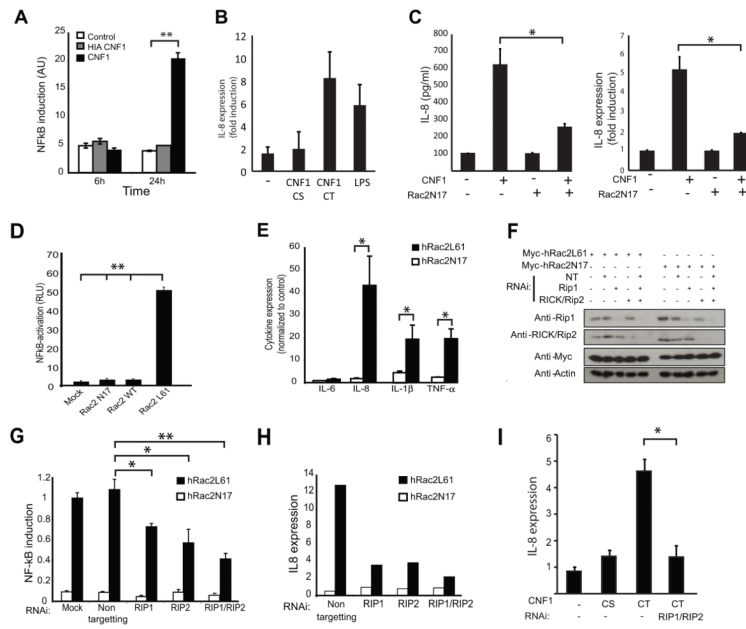 A
Control
HIA CNF1
CNF1
**
NFkB induction (AU)
25
20
15
10
5
0
6h
24h
Time
B
IL-8 expression
(fold induction)
12
10
8
6
4
2
0
-
CNF1
CS
CNF1
CT
LPS
C
IL-8 (pg/ml)
800
700
600
500
400
300
200
100
0
*
CNF1 - + - +
Rac2N17 - - + +
IL-8 expression
(fold induction)
7
6
5
4
3
2
1
0
*
CNF1 - + - +
Rac2N17 - - + +
D
NFkB-activation (RLU)
70
60
50
40
30
20
10
0
**
Mock
Rac2 N17
Rac2 WT
Rac2 L61
E
hRac2L61
hRac2N17
Cytokine expression
(normalized to control)
60
50
40
30
20
10
0
*
*
*
IL-6
IL-8
IL-1β
TNF-α
F
Myc-hRac2L61
Myc-hRac2N17
RNAi:
NT
Rip1
RICK/Rip2
Anti-Rip1
Anti-RICK/Rip2
Anti-Myc
Anti-Actin
G
**
*
*
hRac2L61
hRac2N17
NF-kB induction
1.2
1
0.8
0.6
0.4
0.2
0
RNAi:
Mock
Non
targetting
RIP1
RIP2
RIP1/RIP2
H
hRac2L61
hRac2N17
IL8 expression
14
12
10
8
6
4
2
0
RNAi:
Non
targetting
RIP1
RIP2
RIP1/RIP2
I
*
IL-8 expression
6
5
4
3
2
1
0
CNF1 - CS CT CT
RNAi: - - - RIP1/RIP2